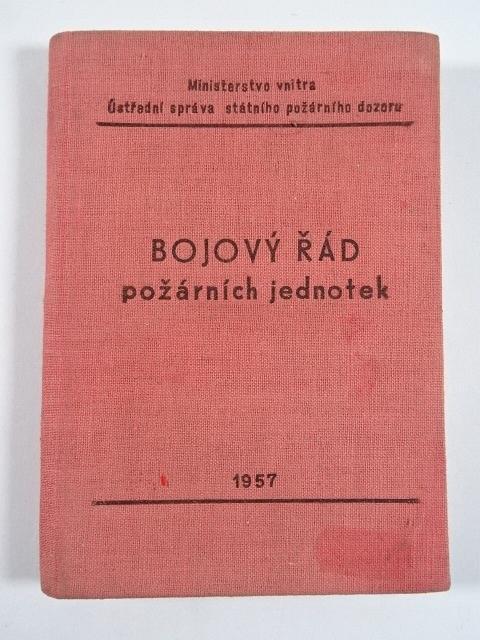 Ministerstvo vnitra
Ústřední správa státního požárního dozoru
BOJOVÝ ŘÁD
požárních jednotek
1957